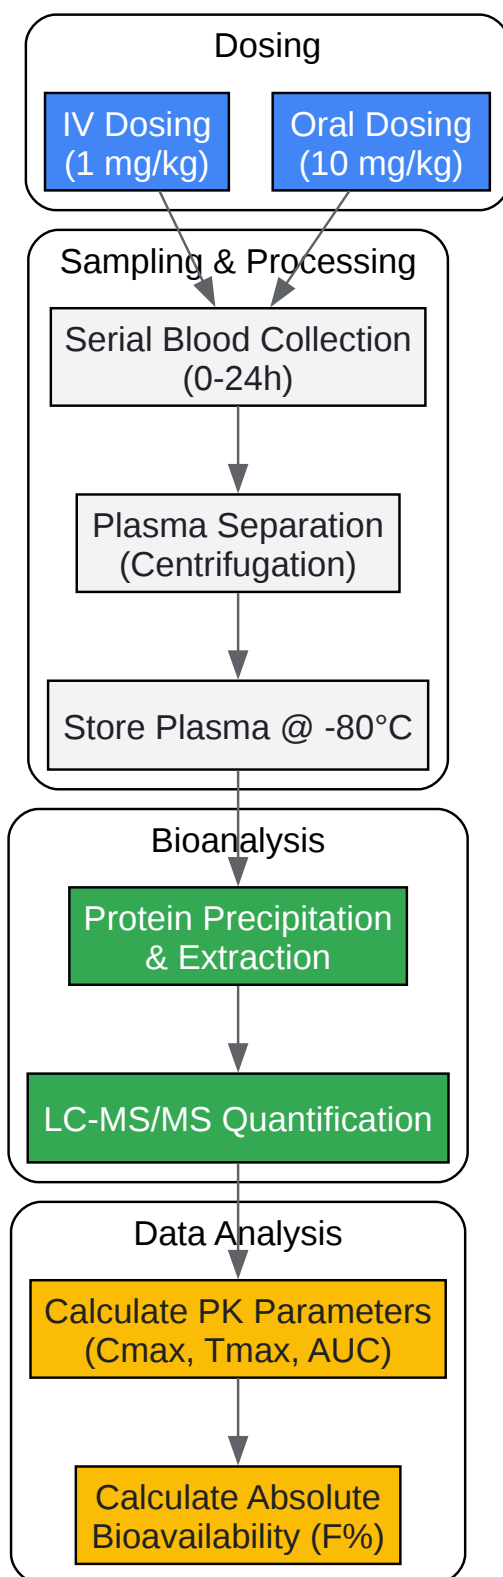 Dosing
IV Dosing
(1 mg/kg)
Oral Dosing
(10 mg/kg)
Sampling & Processing
Serial Blood Collection
(0-24h)
Plasma Separation
(Centrifugation)
Store Plasma @ -80°C
Bioanalysis
Protein Precipitation
& Extraction
LC-MS/MS Quantification
Data Analysis
Calculate PK Parameters
(Cmax, Tmax, AUC)
Calculate Absolute
Bioavailability (F%)